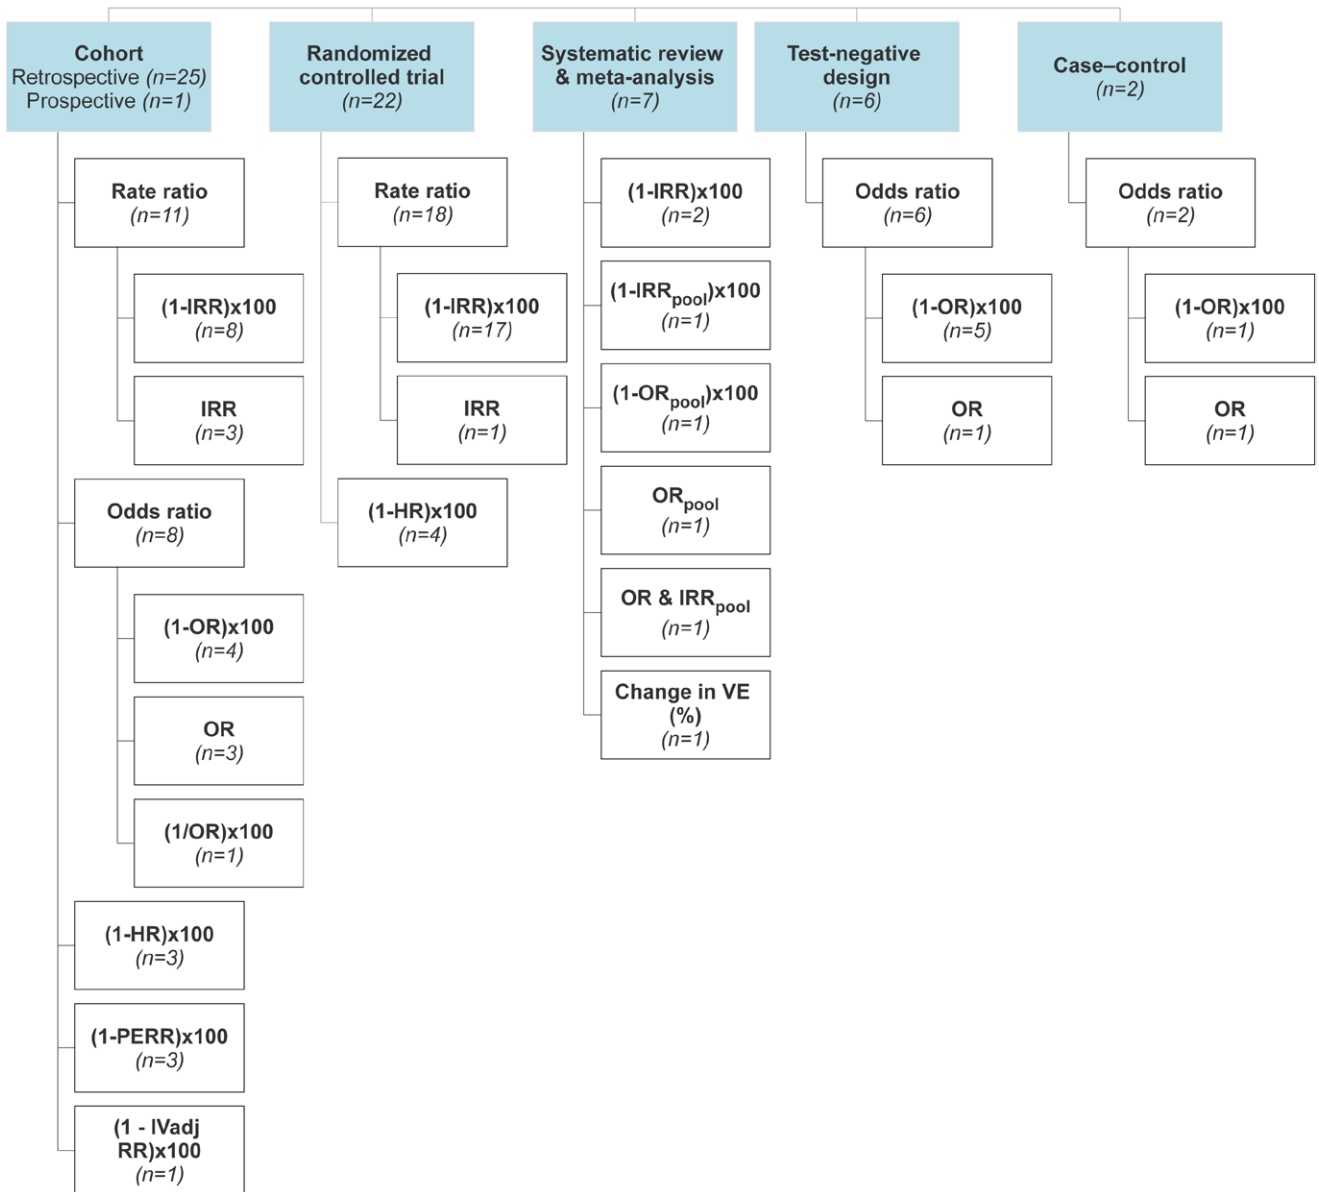 Cohort
Retrospective (n=25)
Prospective (n=1)
Randomized
controlled trial
(n=22)
Systematic review
& meta-analysis
(n=7)
Test-negative
design
(n=6)
Case–control
(n=2)
Rate ratio
(n=11)
(1-IRR)x100
(n=8)
IRR
(n=3)
Odds ratio
(n=8)
(1-OR)x100
(n=4)
OR
(n=3)
(1/OR)x100
(n=1)
(1-HR)x100
(n=3)
(1-PERR)x100
(n=3)
(1 - IVadj
RR)x100
(n=1)
Rate ratio
(n=18)
(1-IRR)x100
(n=17)
IRR
(n=1)
(1-HR)x100
(n=4)
(1-IRR)x100
(n=2)
(1-IRRpool)x100
(n=1)
(1-ORpool)x100
(n=1)
ORpool
(n=1)
OR & IRRpool
(n=1)
Change in VE
(%)
(n=1)
Odds ratio
(n=6)
(1-OR)x100
(n=5)
OR
(n=1)
Odds ratio
(n=2)
(1-OR)x100
(n=1)
OR
(n=1)